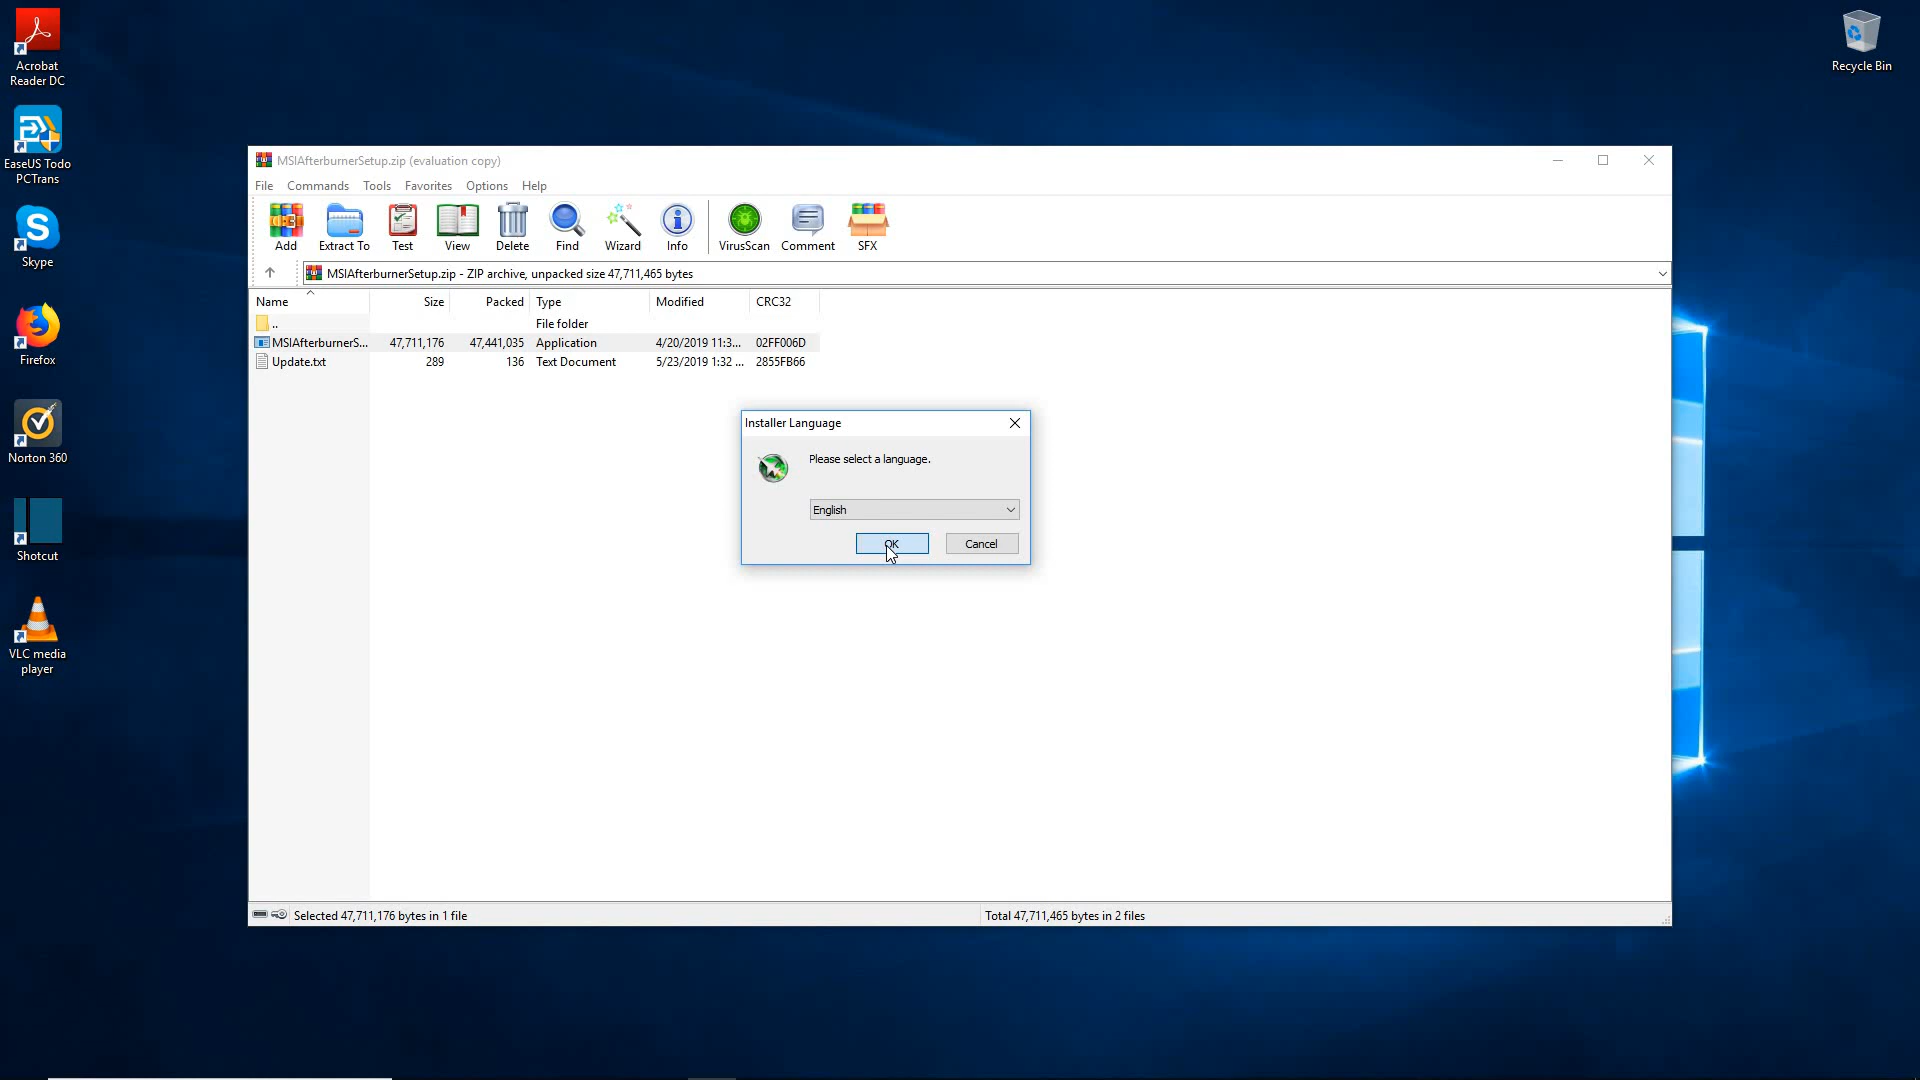 Acrobat
Reader DC
EaseUS Todo
PCTrans
Skype
Firefox
Norton 360
Shotcut
VLC media
player
Recycle Bin
MSIAfterburnerSetup.zip (evaluation copy)
File Commands Tools Favorites Options Help
Add Extract To Test View Delete Find Wizard Info VirusScan Comment SFX
MSIAfterburnerSetup.zip - ZIP archive, unpacked size 47,711,465 bytes
Name Size Packed Type Modified CRC32
.. File folder
MSIAfterburnerS... 47,711,176 47,441,035 Application 4/20/2019 11:3... 02FF006D
Update.txt 289 136 Text Document 5/23/2019 1:32 ... 2855FB66
Installer Language
Please select a language.
English
OK Cancel
Selected 47,711,176 bytes in 1 file
Total 47,711,465 bytes in 2 files